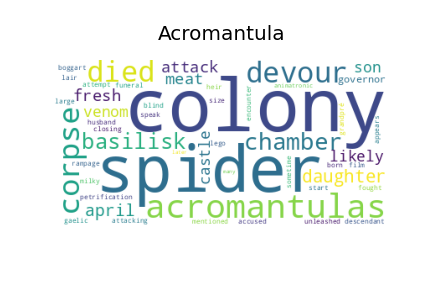 Acromantula
boggart
died
attack
devour
son
lair
meat
governor
attempt
funeral
heir
animatronic
large
fresh
colony
venom
size
blind
encounter
grandpré
husband
speak
appears
closing
basilisk
castle
lego
chamber
likely
corpse
rampage
spider
born
film
milky
sometime
daughter
petrification
start
fought
april
acromantulas
gaelic
attacking
mentioned
accused
unleashed
descendant